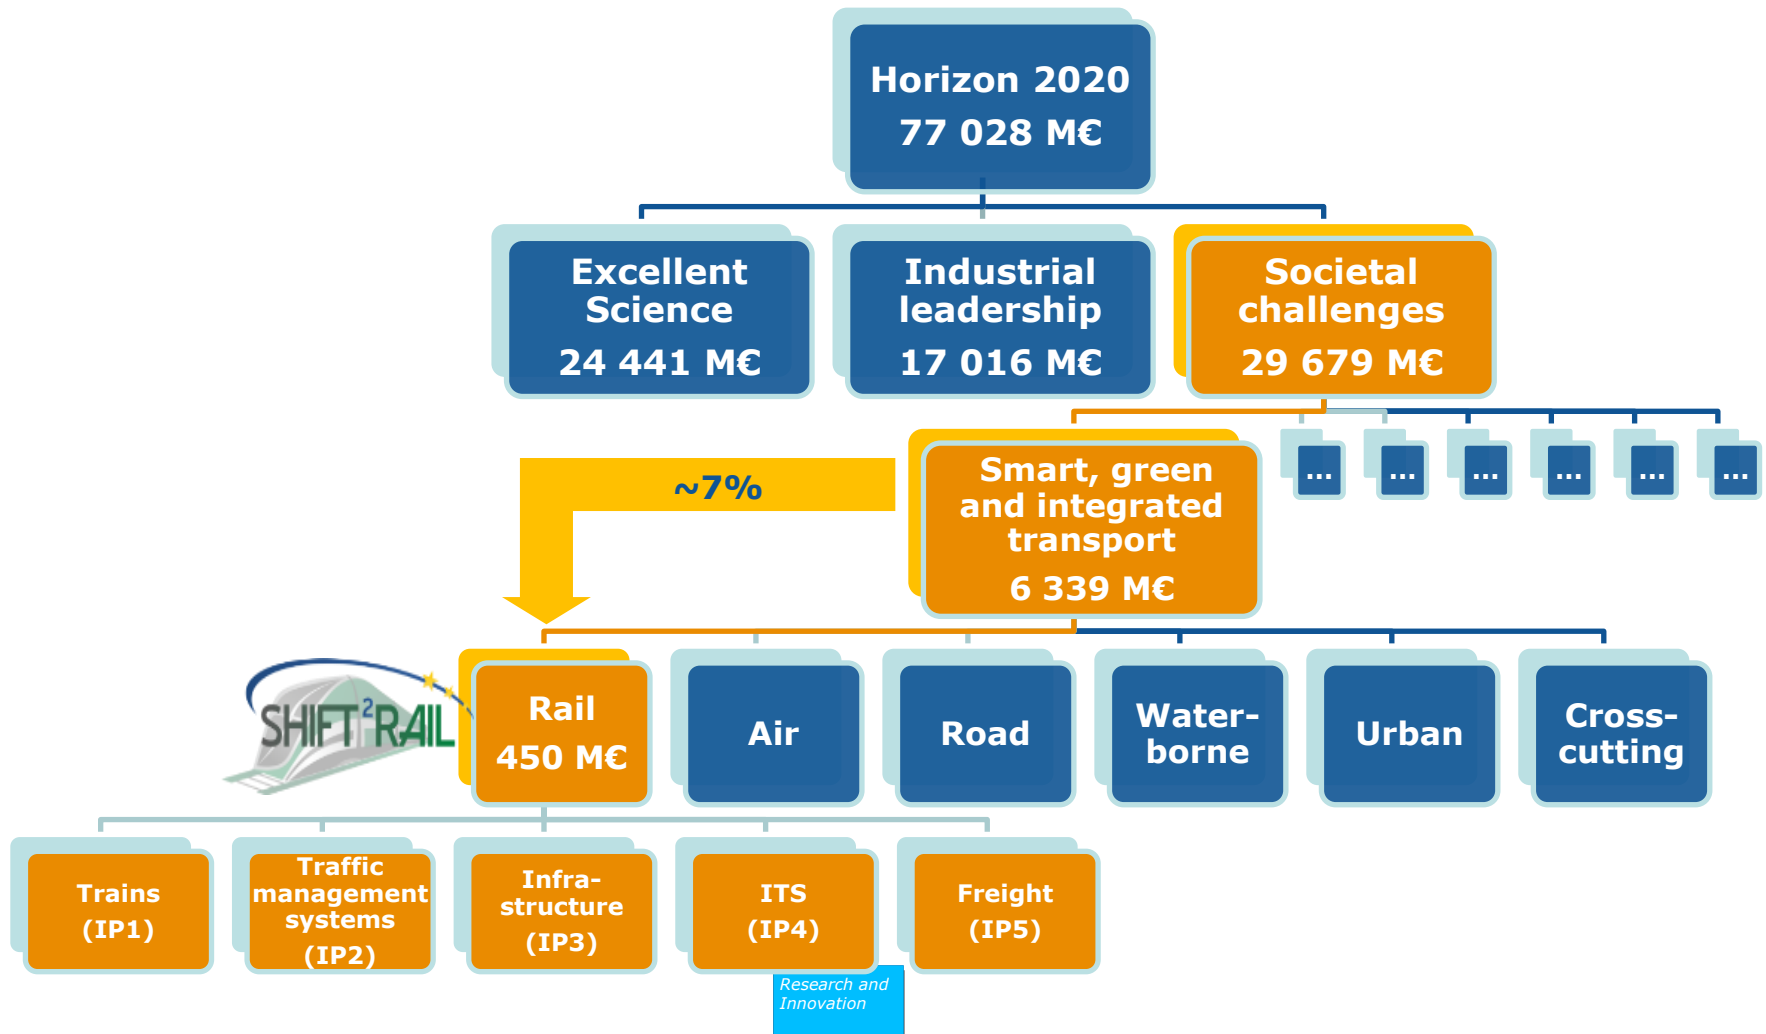 Horizon 2020
77 028 M€
Excellent
Science
24 441 M€
Industrial
leadership
17 016 M€
Societal
challenges
29 679 M€
~7%
Smart, green
and integrated
transport
6 339 M€
...
...
...
...
...
...
SHIFT2RAIL
Rail
450 M€
Air
Road
Water-
borne
Urban
Cross-
cutting
Trains
(IP1)
Traffic
management
systems
(IP2)
Infra-
structure
(IP3)
ITS
(IP4)
Freight
(IP5)
Research and
Innovation